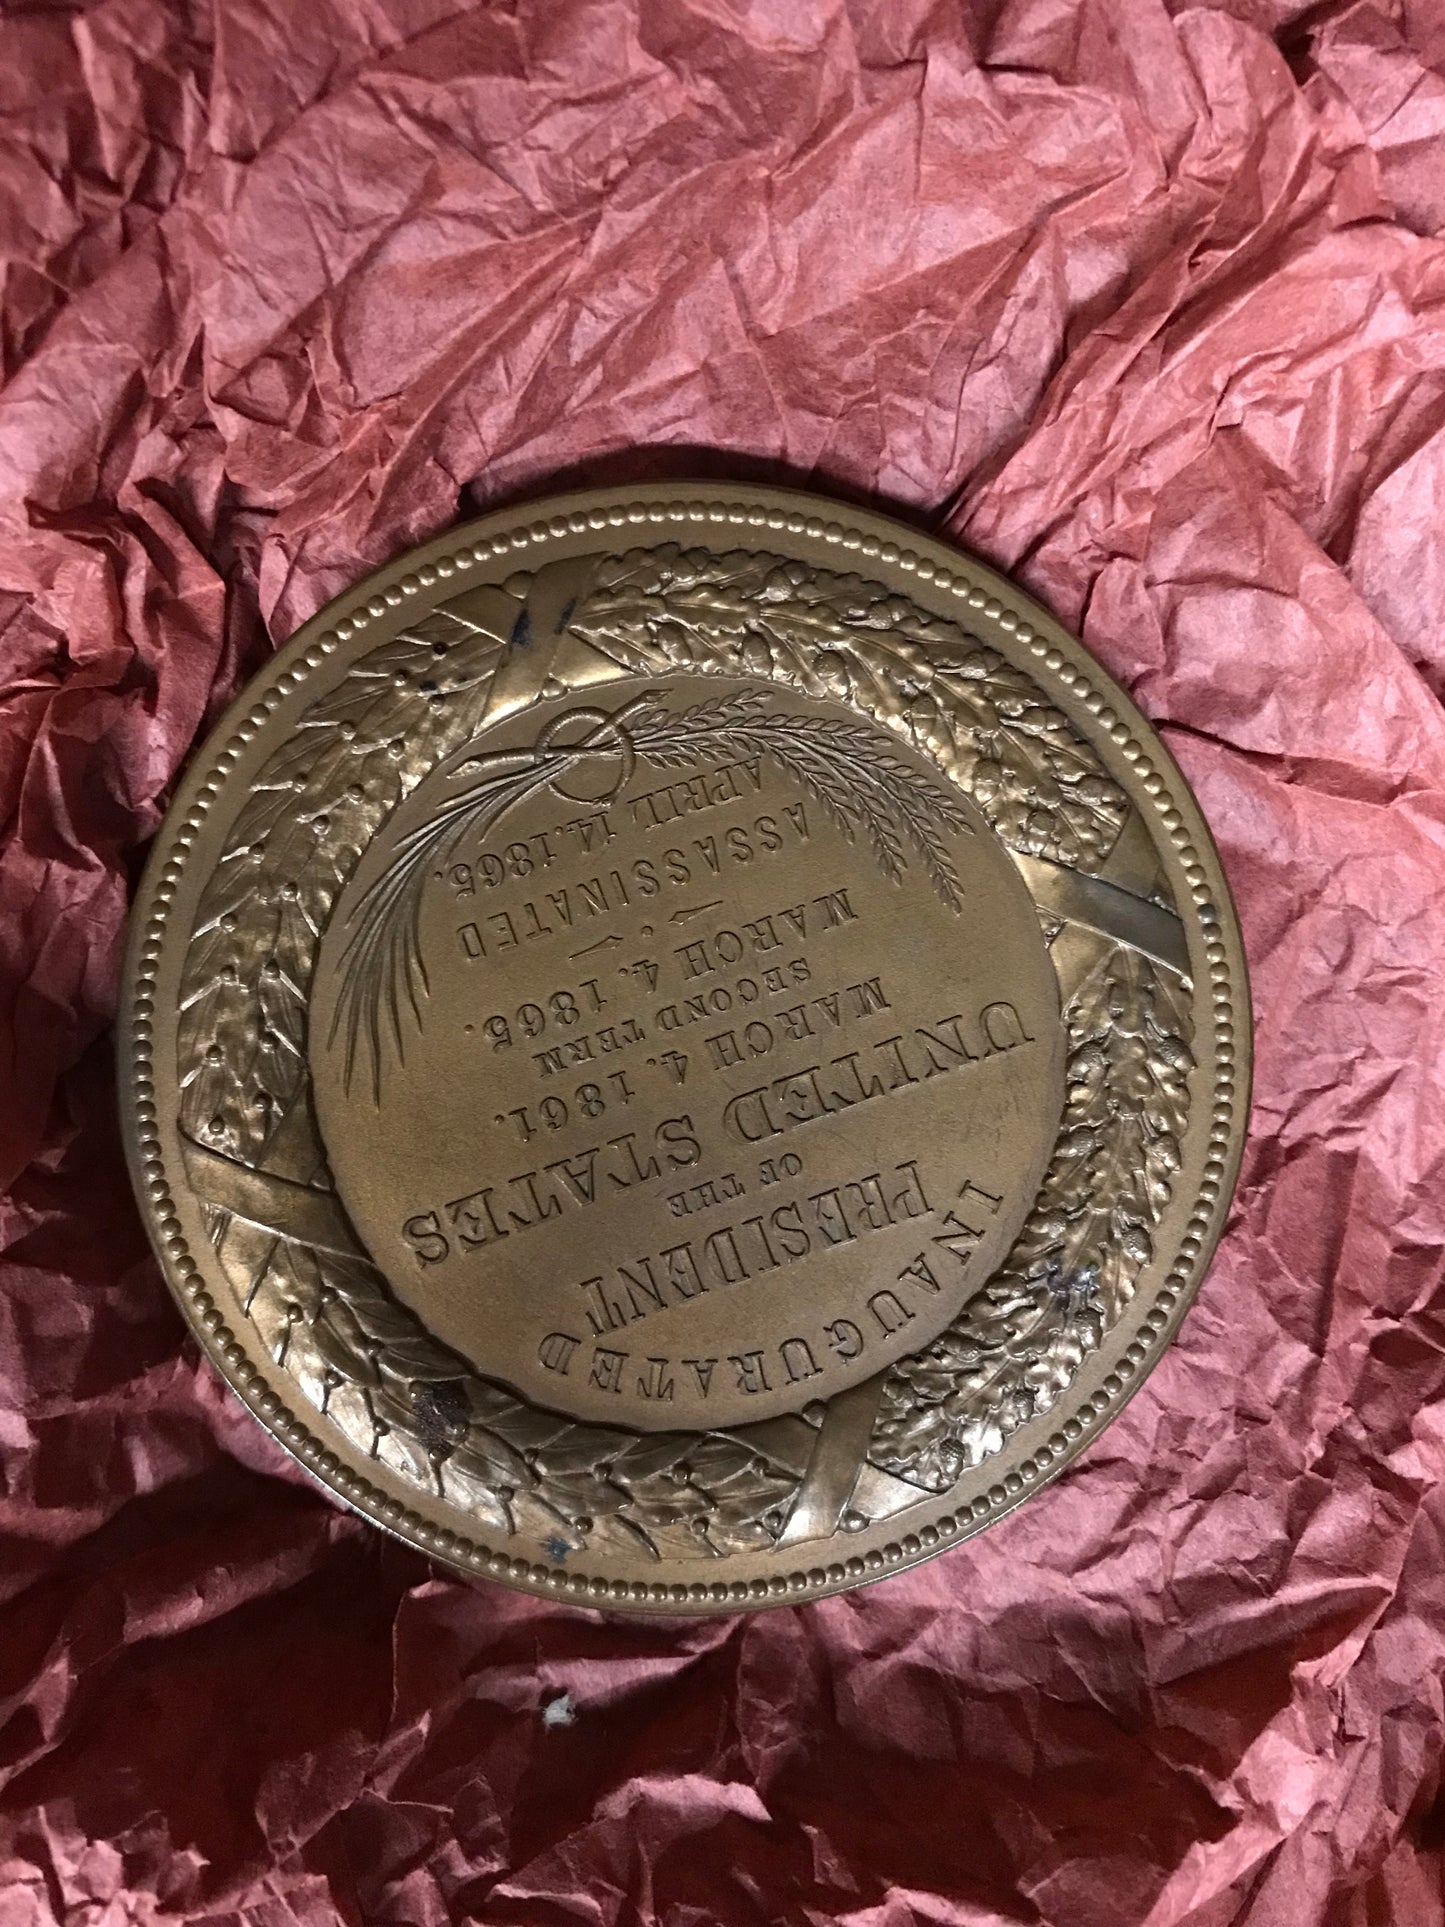 INAUGURATED
PRESIDENT
OF THE
UNITED STATES
MARCH 4. 1861.
SECOND TERM
MARCH 4. 1865.
ASSASSINATED
APRIL 14.1865.